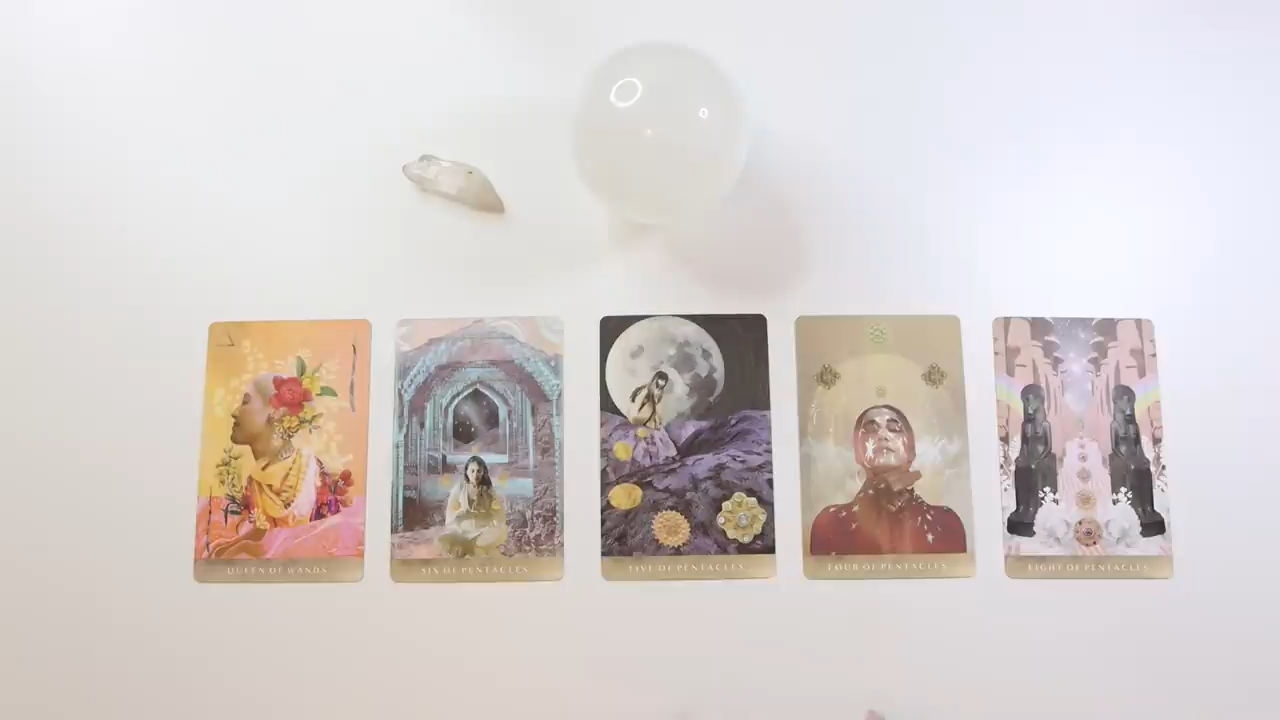 QUEEN OF WANDS
SIX OF PENTACLES
FIVE OF PENTACLES
FOUR OF PENTACLES
EIGHT OF PENTACLES